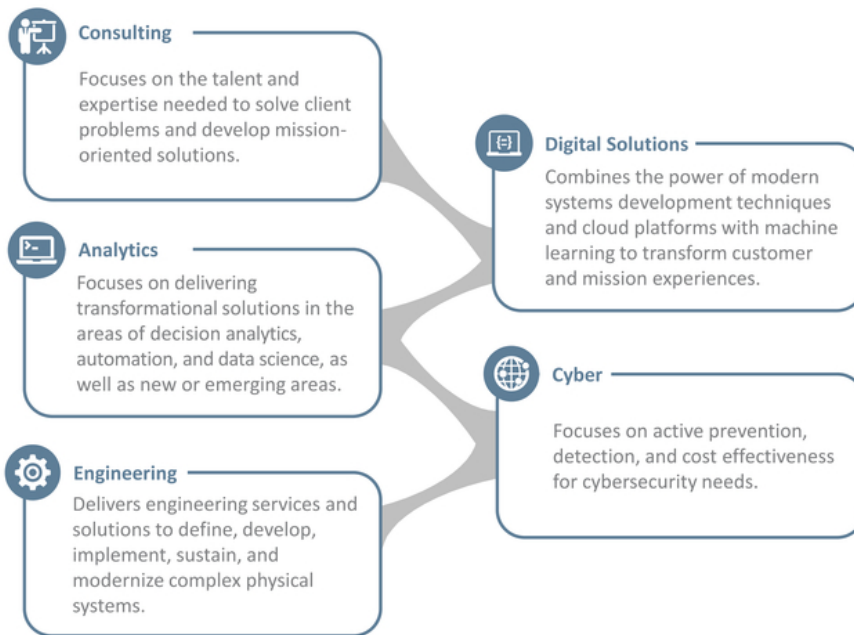 Consulting
Focuses on the talent and
expertise needed to solve client
problems and develop mission-
oriented solutions.
Analytics
Focuses on delivering
transformational solutions in the
areas of decision analytics,
automation, and data science, as
well as new or emerging areas.
Engineering
Delivers engineering services and
solutions to define, develop,
implement, sustain, and
modernize complex physical
systems.
Digital Solutions
Combines the power of modern
systems development techniques
and cloud platforms with machine
learning to transform customer
and mission experiences.
Cyber
Focuses on active prevention,
detection, and cost effectiveness
for cybersecurity needs.